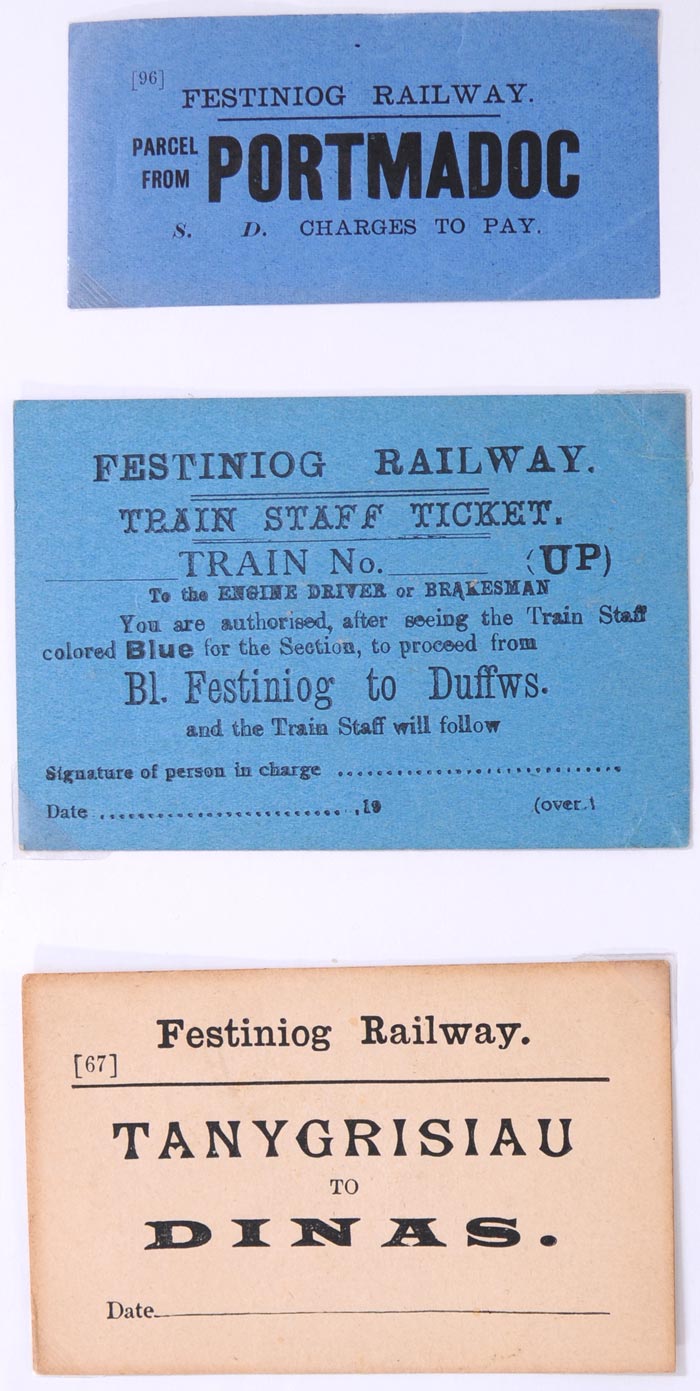 [96]
FESTINIOG RAILWAY.
PARCEL FROM PORTMADOC
S. D. CHARGES TO PAY.
FESTINIOG RAILWAY.
TRAIN STAFF TICKET.
TRAIN No. (UP)
To the ENGINE DRIVER or BRAKESMAN
You are authorised, after seeing the Train Staff
colored Blue for the Section, to proceed from
Bl. Festiniog to Duffws.
and the Train Staff will follow
Signature of person in charge ................................
Date ............................ ,19 (over.)
Festiniog Railway.
[67]
TANYGRISIAU
TO
DINAS.
Date